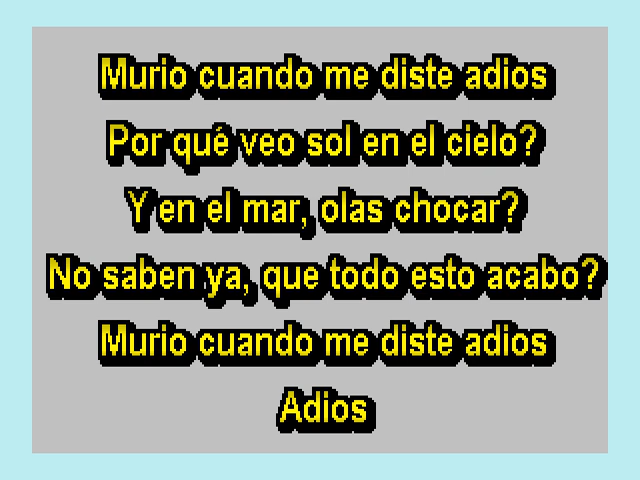 Murio cuando me diste adios
Por qué veo sol en el cielo?
Y en el mar, olas chocar?
No saben ya, que todo esto acabo?
Murio cuando me diste adios
Adios